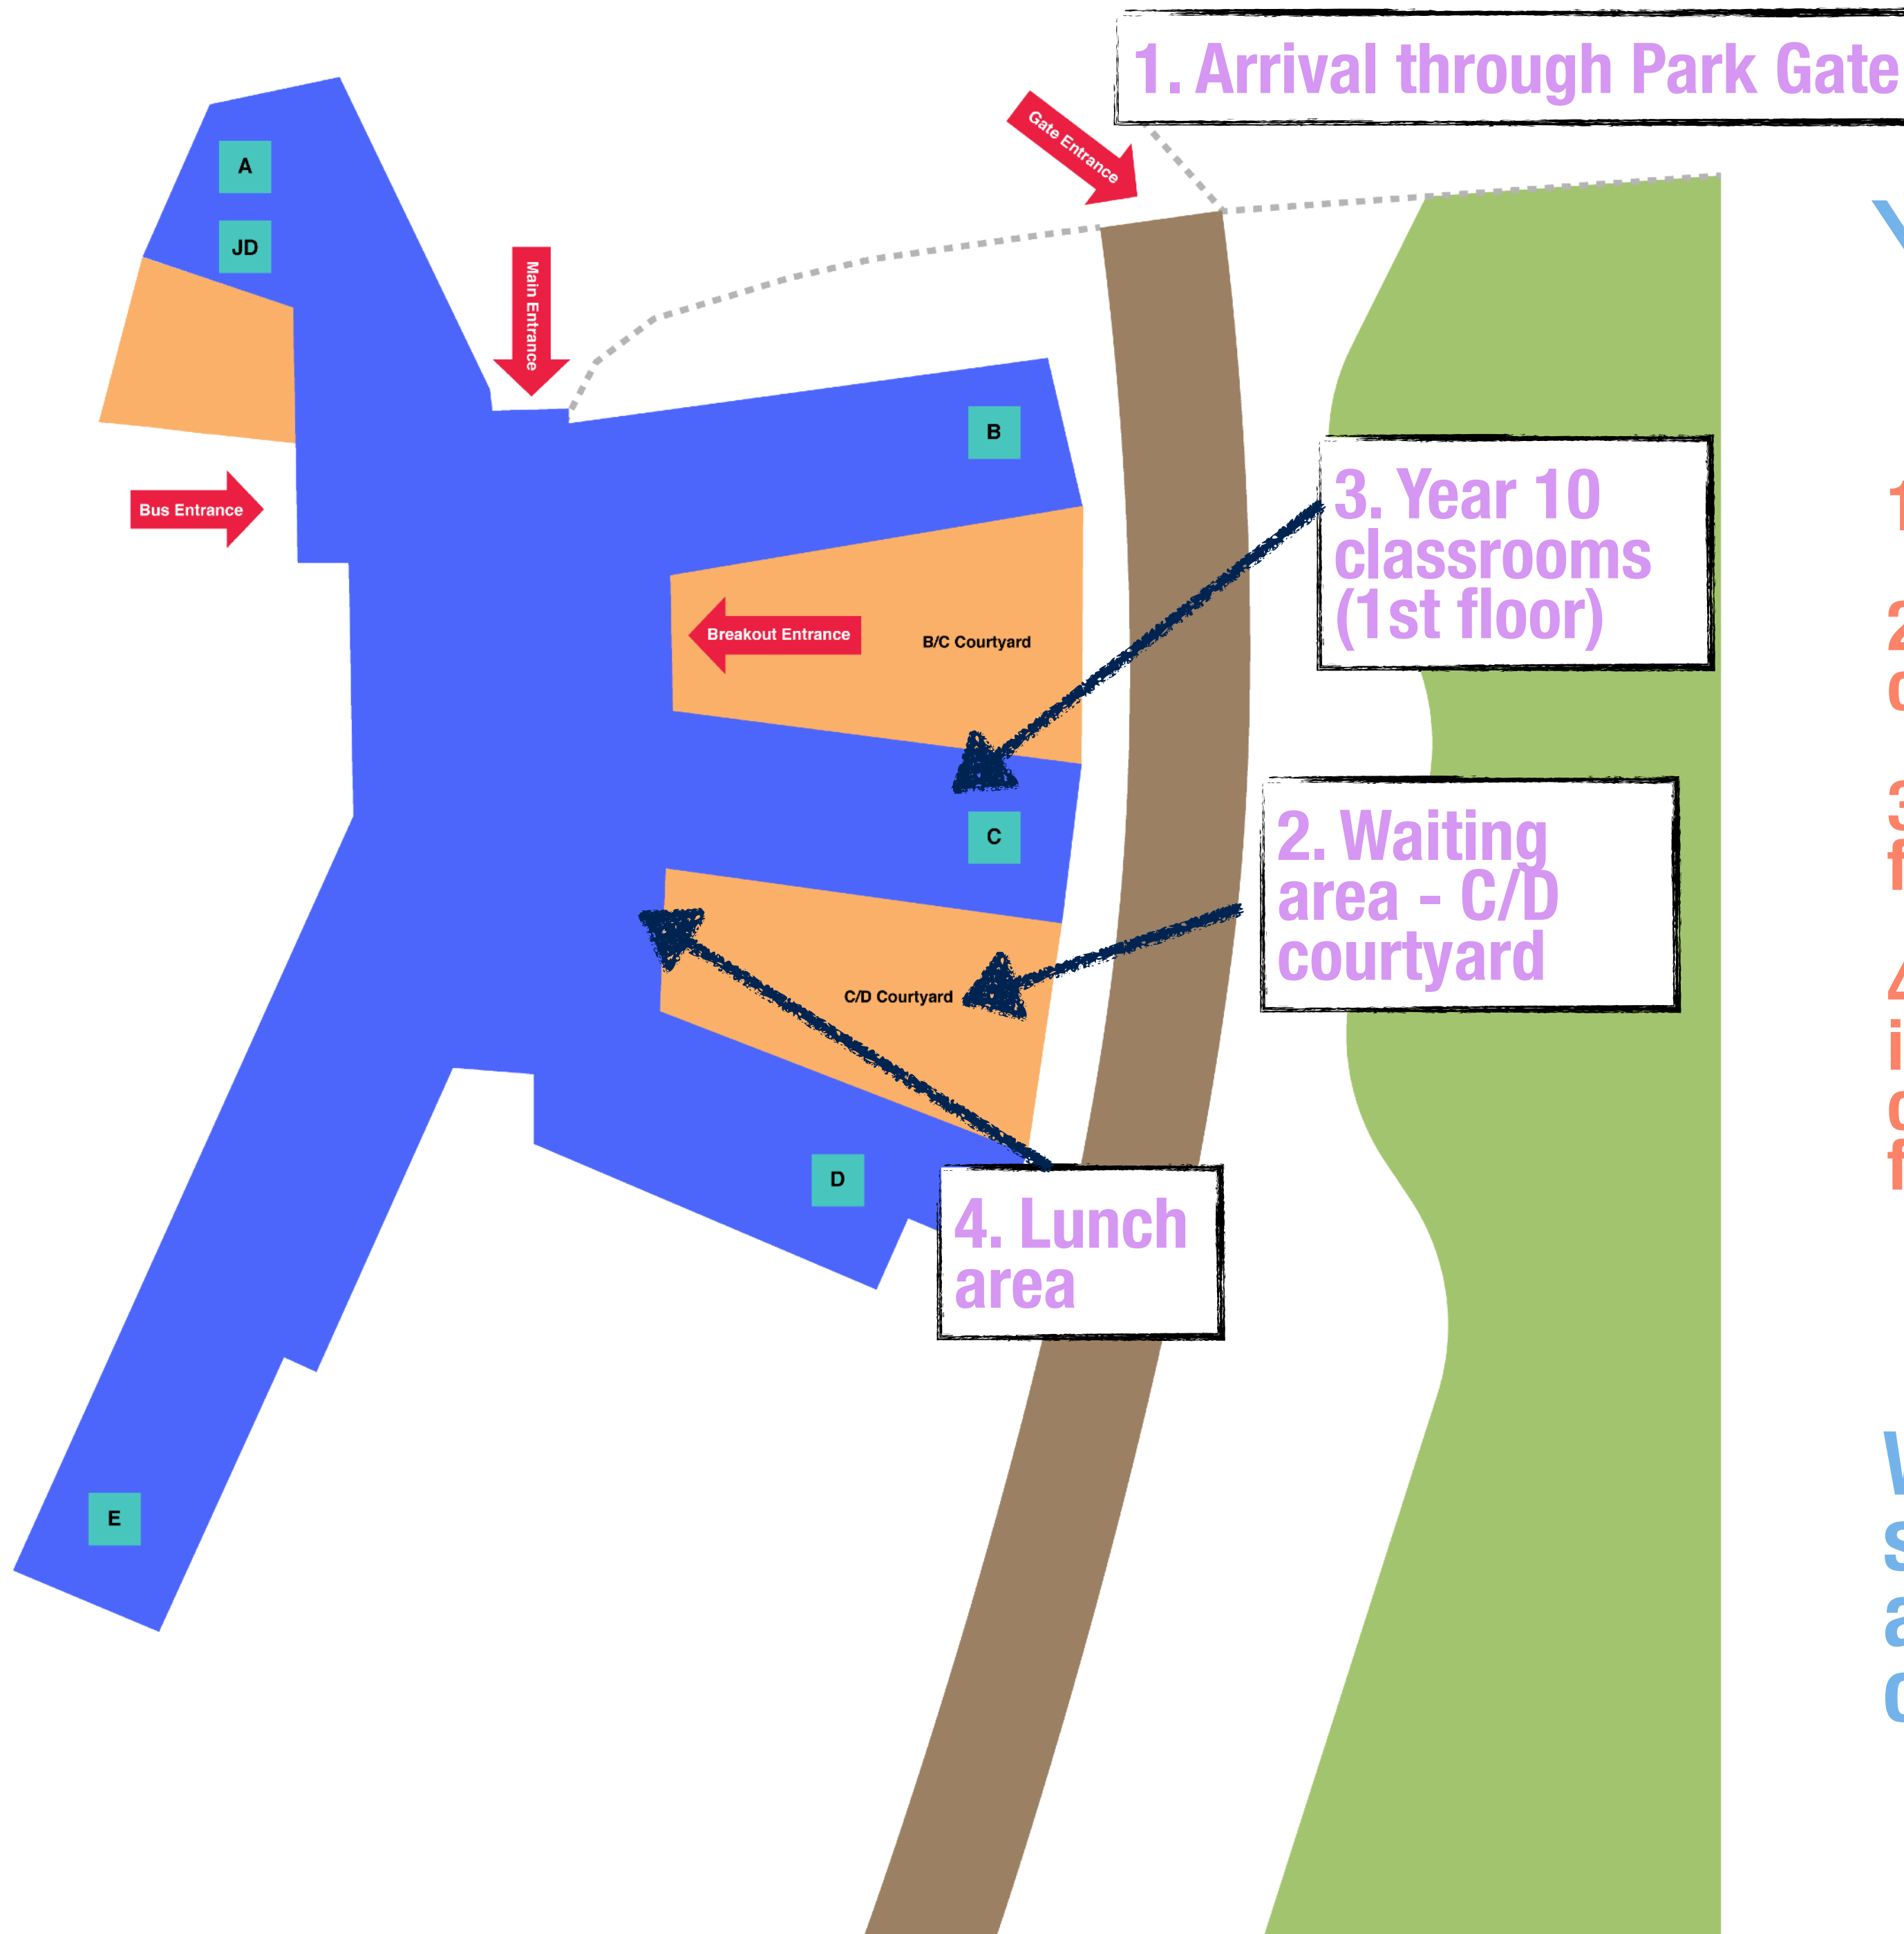 1. Arrival through Park Gate
Gate Entrance
A
JD
Main Entrance
B
Bus Entrance
3. Year 10
classrooms
(1st floor)
Breakout Entrance
B/C Courtyard
C
2. Waiting
area - C/D
courtyard
C/D Courtyard
D
4. Lunch
area
E